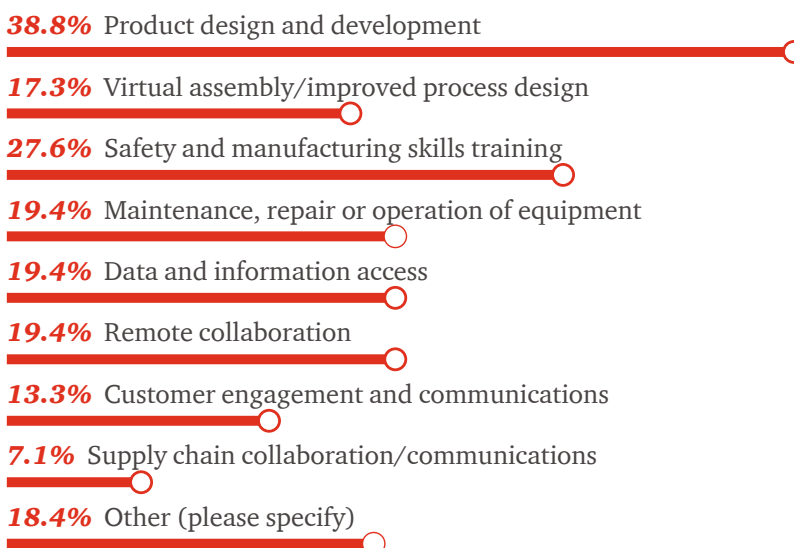 38.8% Product design and development
17.3% Virtual assembly/improved process design
27.6% Safety and manufacturing skills training
19.4% Maintenance, repair or operation of equipment
19.4% Data and information access
19.4% Remote collaboration
13.3% Customer engagement and communications
7.1% Supply chain collaboration/communications
18.4% Other (please specify)